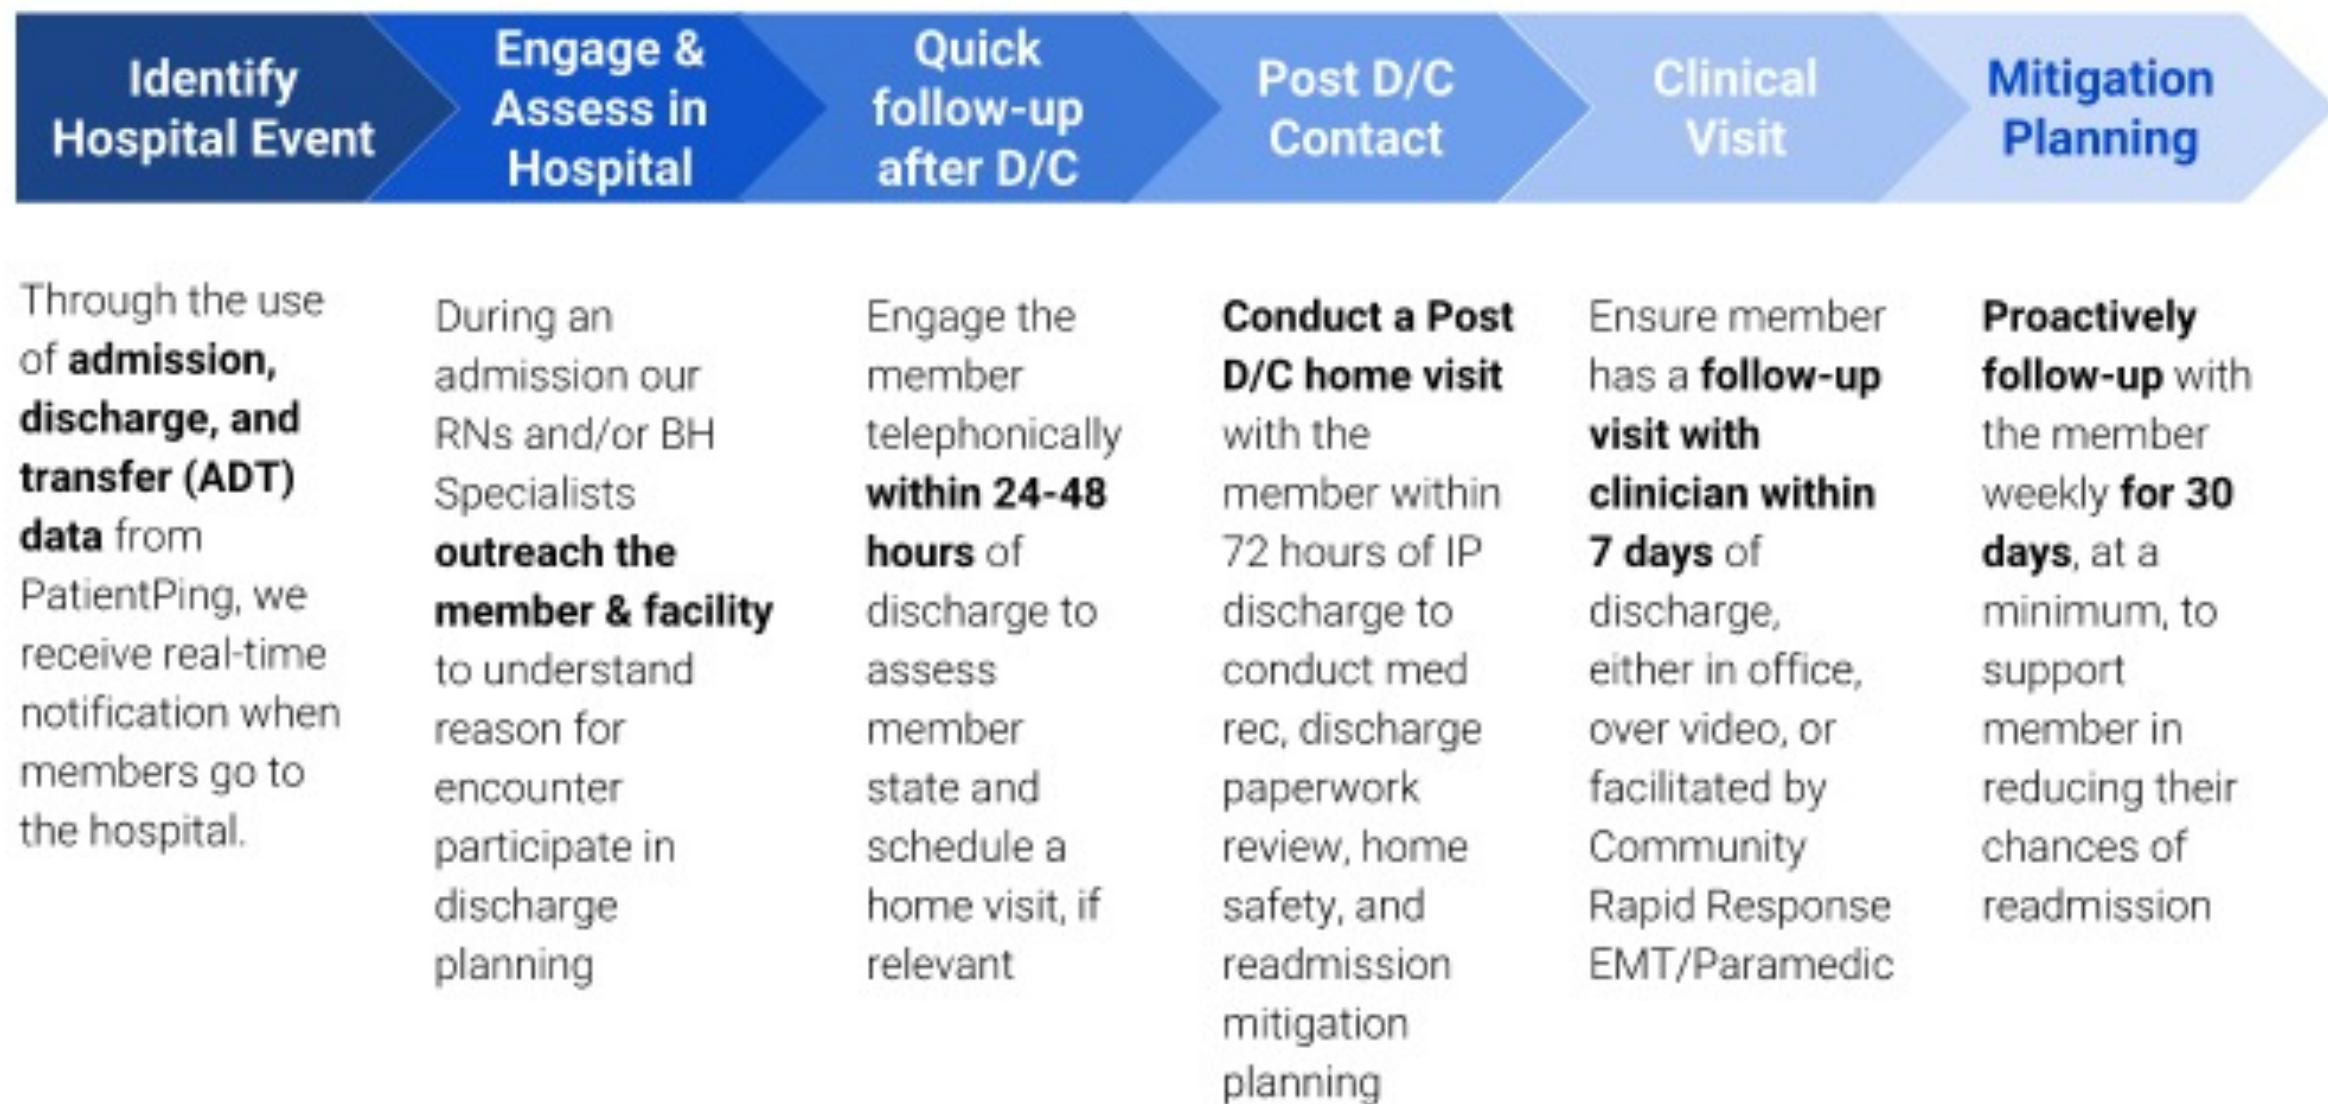 Identify
Hospital Event
Engage &
Assess in
Hospital
Quick
follow-up
after D/C
Post D/C
Contact
Clinical
Visit
Mitigation
Planning
Through the use
of admission,
discharge, and
transfer (ADT)
data from
PatientPing, we
receive real-time
notification when
members go to
the hospital.
During an
admission our
RNs and/or BH
Specialists
outreach the
member & facility
to understand
reason for
encounter
participate in
discharge
planning
Engage the
member
telephonically
within 24-48
hours of
discharge to
assess
member
state and
schedule a
home visit, if
relevant
Conduct a Post
D/C home visit
with the
member within
72 hours of IP
discharge to
conduct med
rec, discharge
paperwork
review, home
safety, and
readmission
mitigation
planning
Ensure member
has a follow-up
visit with
clinician within
7 days of
discharge,
either in office,
over video, or
facilitated by
Community
Rapid Response
EMT/Paramedic
Proactively
follow-up with
the member
weekly for 30
days, at a
minimum, to
support
member in
reducing their
chances of
readmission